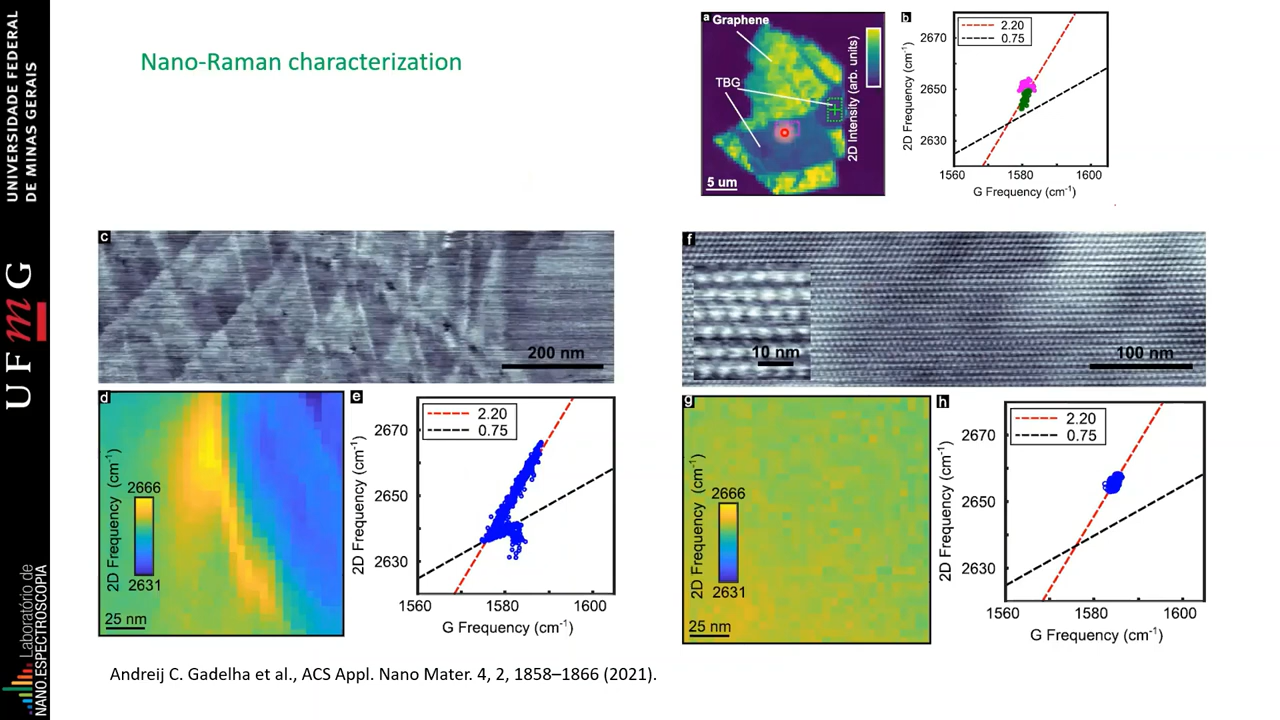 UNIVERSIDADE FEDERAL
DE MINAS GERAIS
UFmG
Laboratório de
NANO.ESPECTROSCOPIA
Nano-Raman characterization
a
Graphene
TBG
5 um
2D Intensity (arb. units)
b
2.20
0.75
2670
2650
2630
2D Frequency (cm-1)
1560
1580
1600
G Frequency (cm-1)
c
200 nm
f
10 nm
100 nm
d
2D Frequency (cm-1)
2666
2631
25 nm
e
2.20
0.75
2670
2650
2630
2D Frequency (cm-1)
1560
1580
1600
G Frequency (cm-1)
g
2D Frequency (cm-1)
2666
2631
25 nm
h
2.20
0.75
2670
2650
2630
2D Frequency (cm-1)
1560
1580
1600
G Frequency (cm-1)
Andreij C. Gadelha et al., ACS Appl. Nano Mater. 4, 2, 1858–1866 (2021).